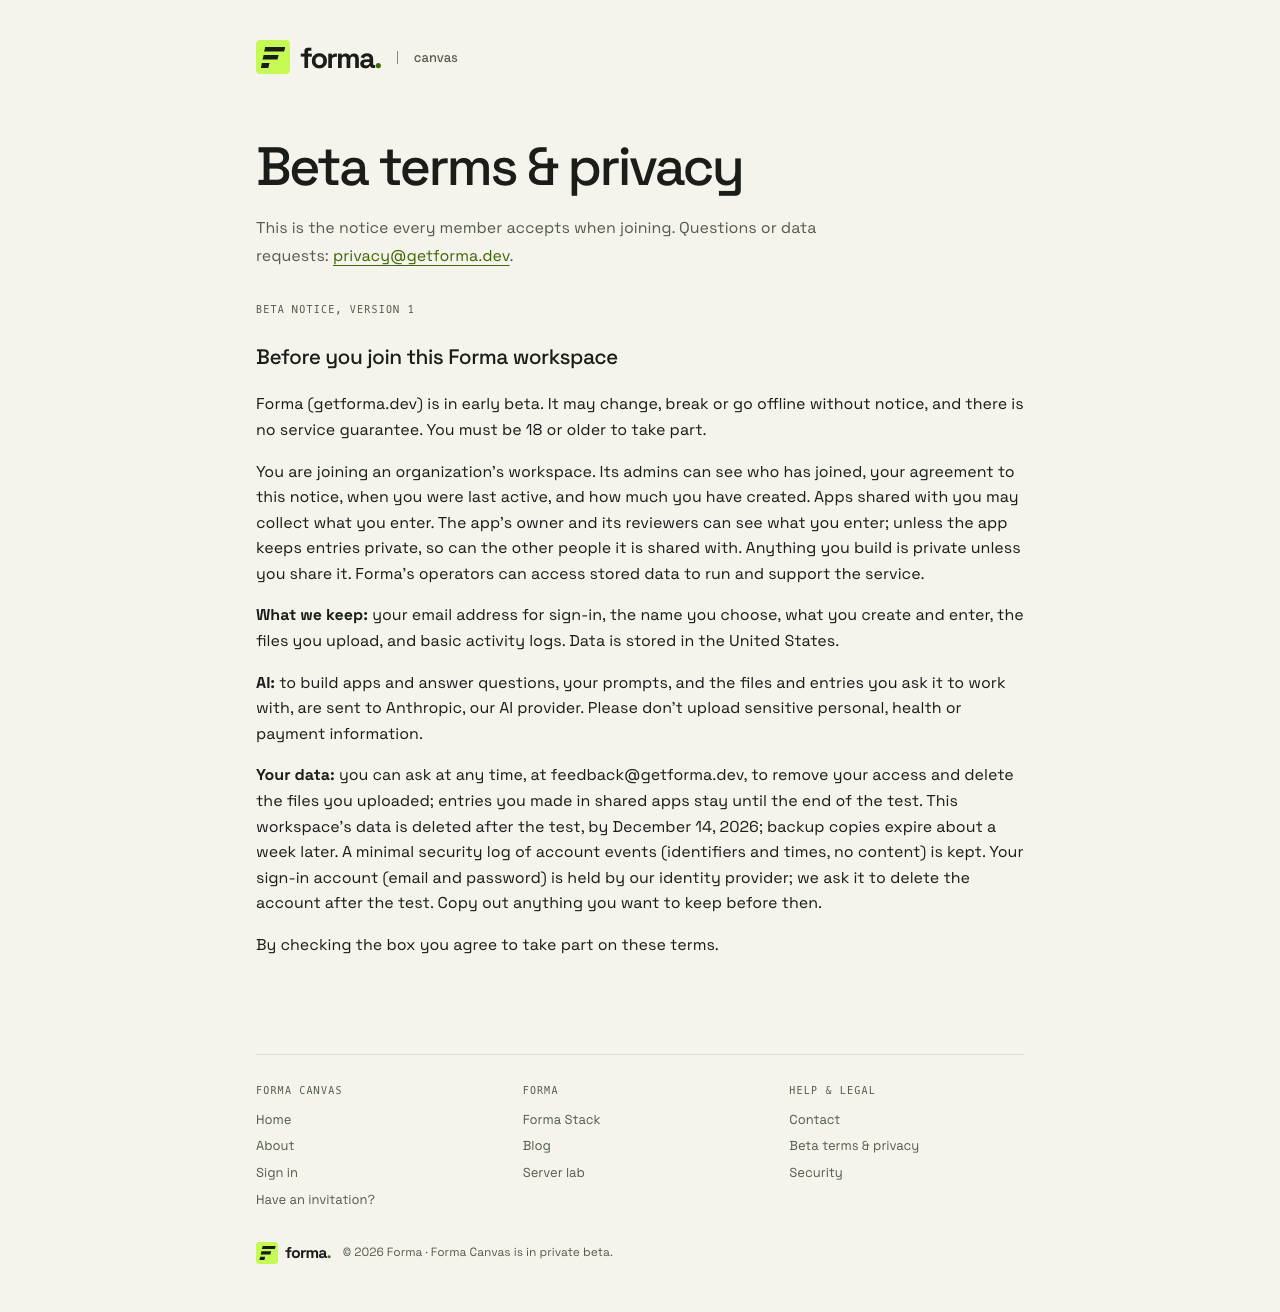 forma. | canvas
Beta terms & privacy
This is the notice every member accepts when joining. Questions or data
requests: privacy@getforma.dev.
BETA NOTICE, VERSION 1
Before you join this Forma workspace
Forma (getforma.dev) is in early beta. It may change, break or go offline without notice, and there is
no service guarantee. You must be 18 or older to take part.
You are joining an organization's workspace. Its admins can see who has joined, your agreement to
this notice, when you were last active, and how much you have created. Apps shared with you may
collect what you enter. The app's owner and its reviewers can see what you enter; unless the app
keeps entries private, so can the other people it is shared with. Anything you build is private unless
you share it. Forma's operators can access stored data to run and support the service.
What we keep: your email address for sign-in, the name you choose, what you create and enter, the
files you upload, and basic activity logs. Data is stored in the United States.
AI: to build apps and answer questions, your prompts, and the files and entries you ask it to work
with, are sent to Anthropic, our AI provider. Please don't upload sensitive personal, health or
payment information.
Your data: you can ask at any time, at feedback@getforma.dev, to remove your access and delete
the files you uploaded; entries you made in shared apps stay until the end of the test. This
workspace's data is deleted after the test, by December 14, 2026; backup copies expire about a
week later. A minimal security log of account events (identifiers and times, no content) is kept. Your
sign-in account (email and password) is held by our identity provider; we ask it to delete the
account after the test. Copy out anything you want to keep before then.
By checking the box you agree to take part on these terms.
FORMA CANVAS
Home
About
Sign in
Have an invitation?
FORMA
Forma Stack
Blog
Server lab
HELP & LEGAL
Contact
Beta terms & privacy
Security
forma. © 2026 Forma · Forma Canvas is in private beta.